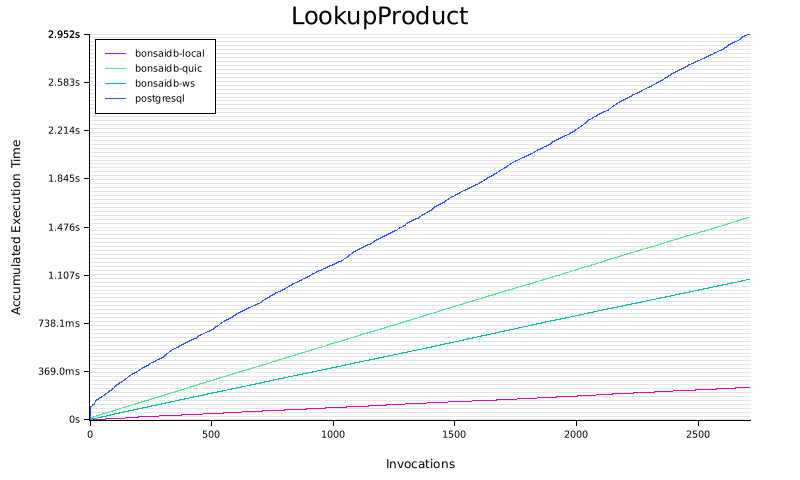 LookupProduct
2.952s
2.583s
2.214s
1.845s
1.476s
1.107s
738.1ms
369.0ms
0s
Accumulated Execution Time
bonsaidb-local
bonsaidb-quic
bonsaidb-ws
postgresql
0
500
1000
1500
2000
2500
Invocations